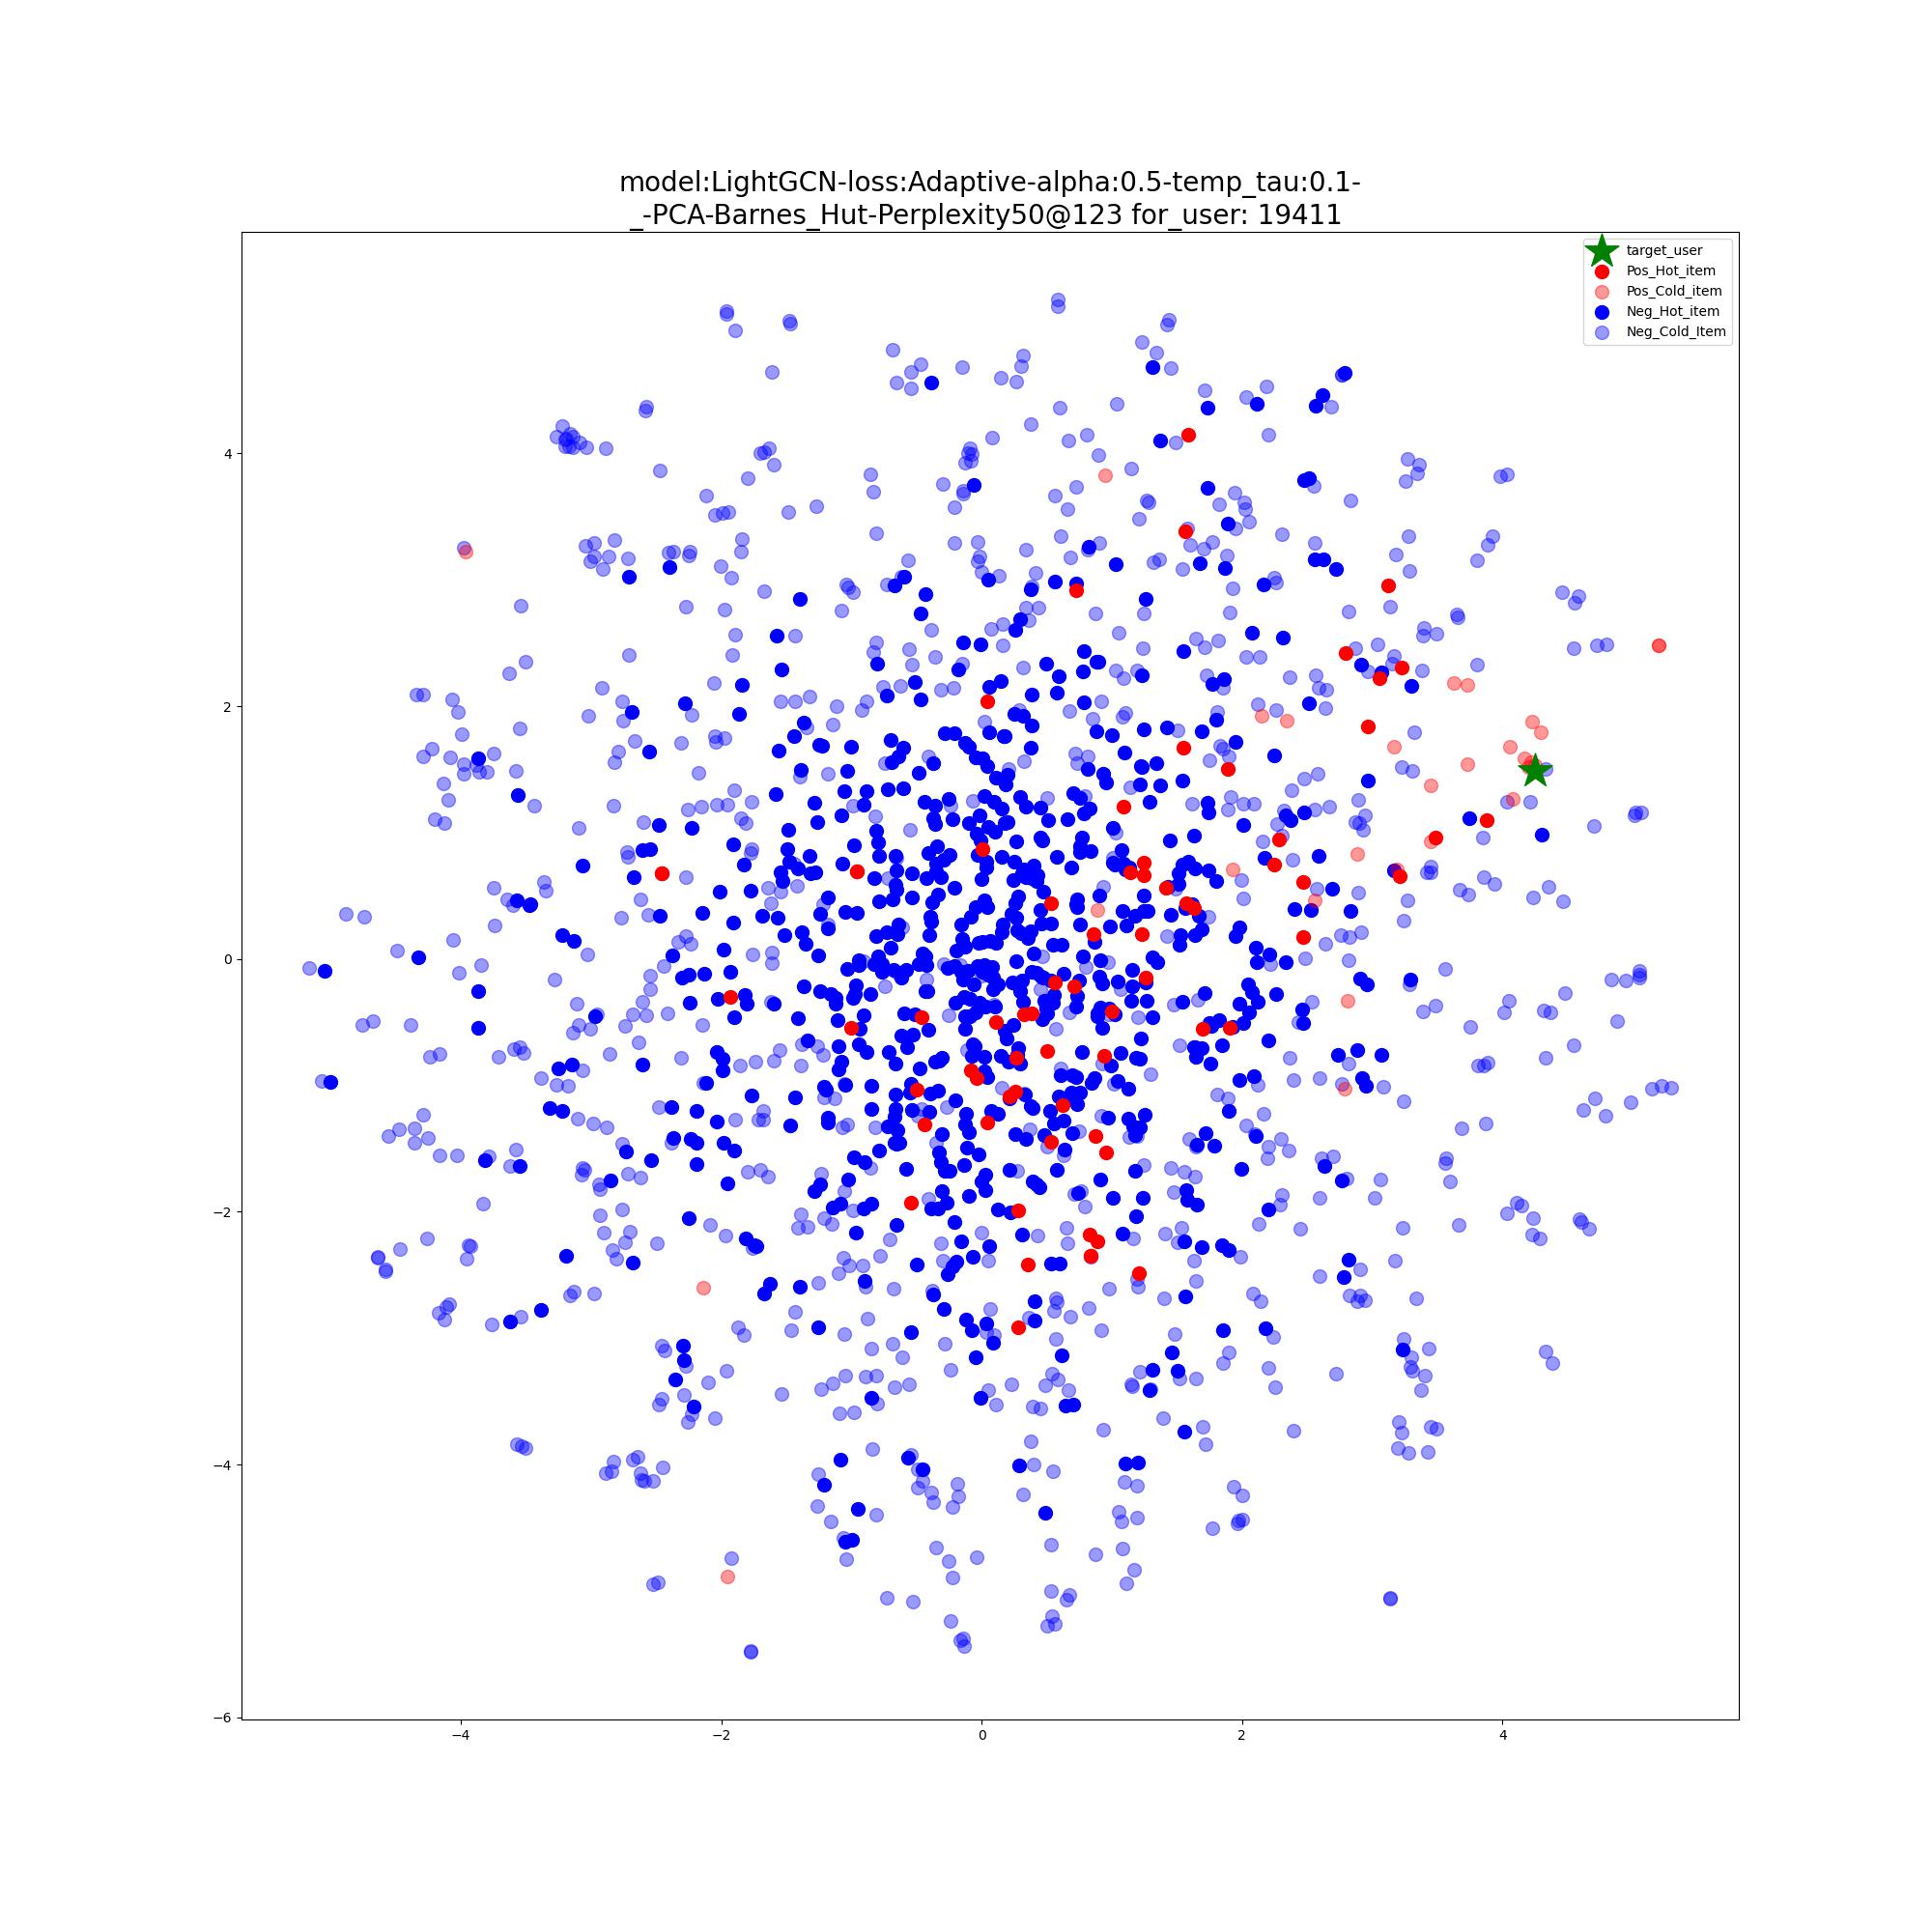 model:LightGCN-loss:Adaptive-alpha:0.5-temp_tau:0.1-
_-PCA-Barnes_Hut-Perplexity50@123 for_user: 19411
target_user
Pos_Hot_item
Pos_Cold_item
Neg_Hot_item
Neg_Cold_Item
4
2
0
−2
−4
−6
−4
−2
0
2
4